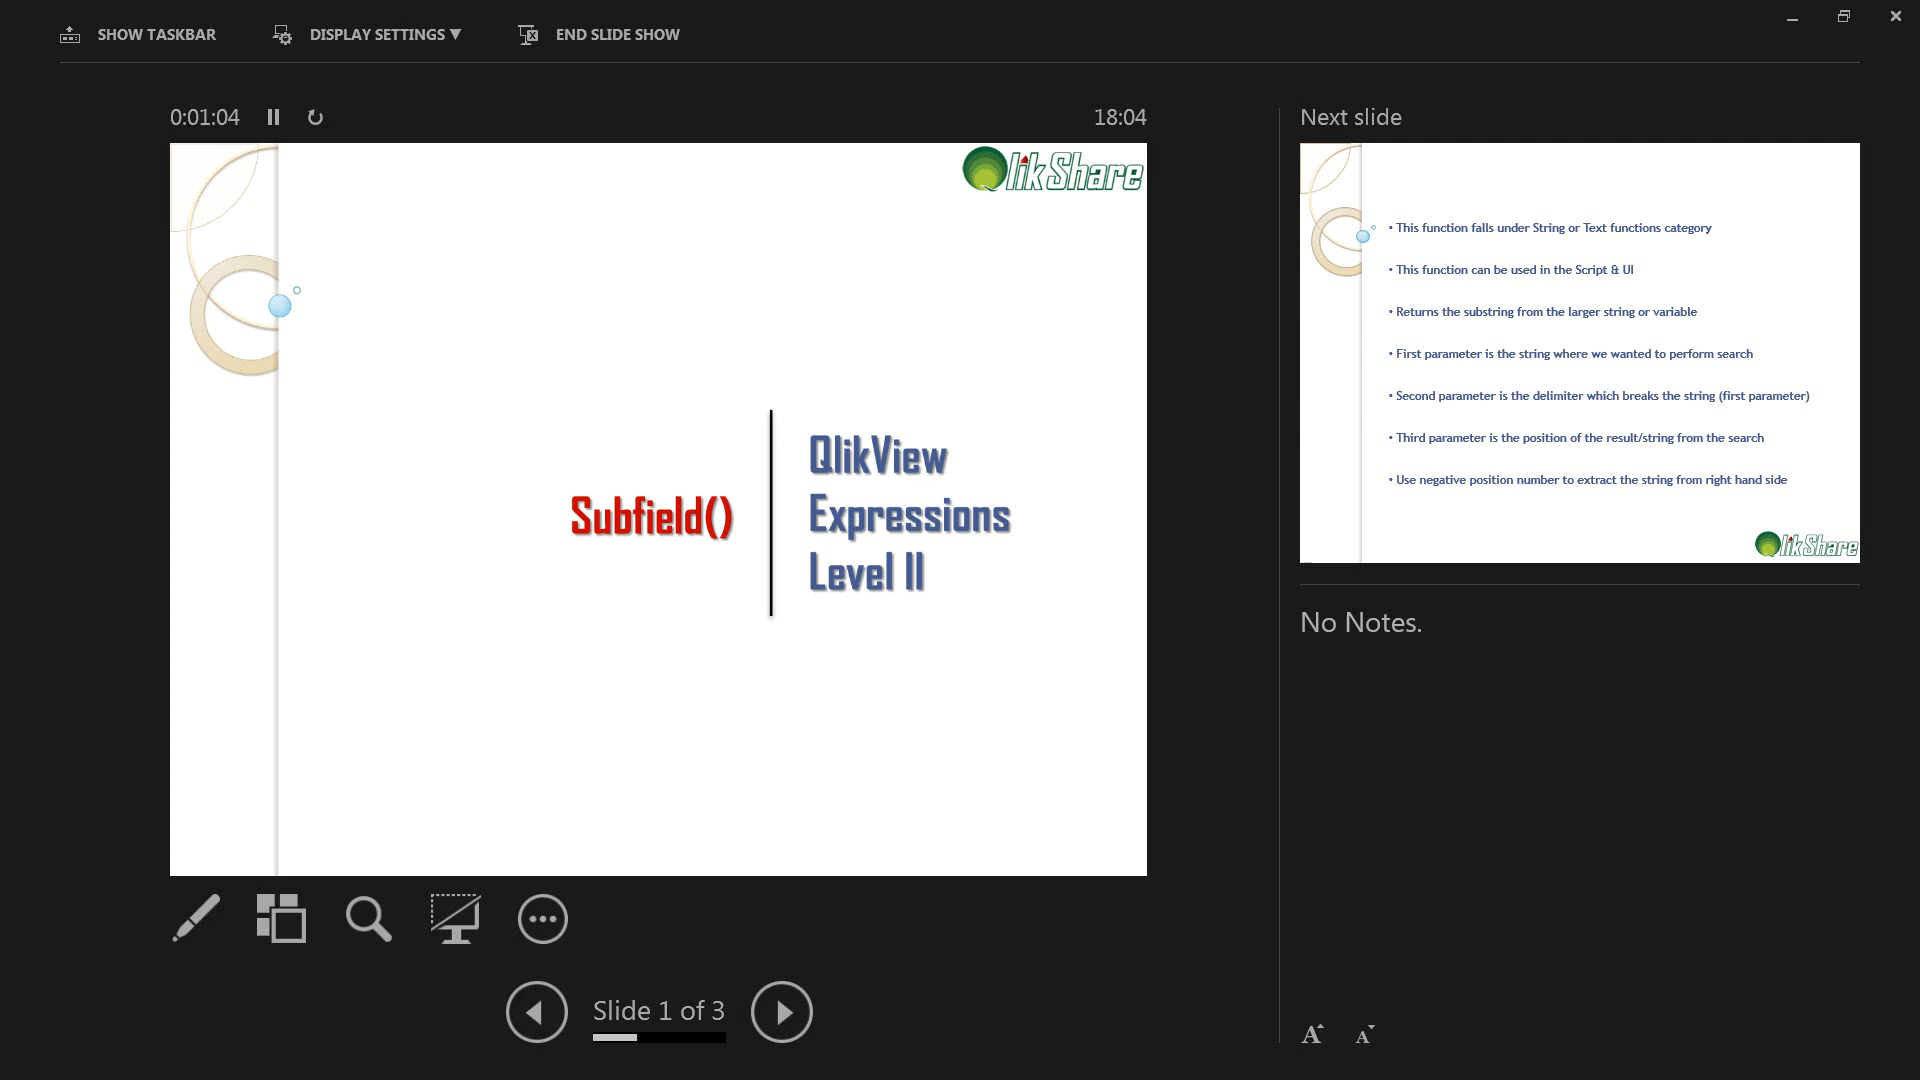 SHOW TASKBAR
DISPLAY SETTINGS ▼
END SLIDE SHOW
0:01:04
18:04
QlikShare
Subfield()
QlikView
Expressions
Level II
Next slide
• This function falls under String or Text functions category
• This function can be used in the Script & UI
• Returns the substring from the larger string or variable
• First parameter is the string where we wanted to perform search
• Second parameter is the delimiter which breaks the string (first parameter)
• Third parameter is the position of the result/string from the search
• Use negative position number to extract the string from right hand side
QlikShare
No Notes.
Slide 1 of 3
A A